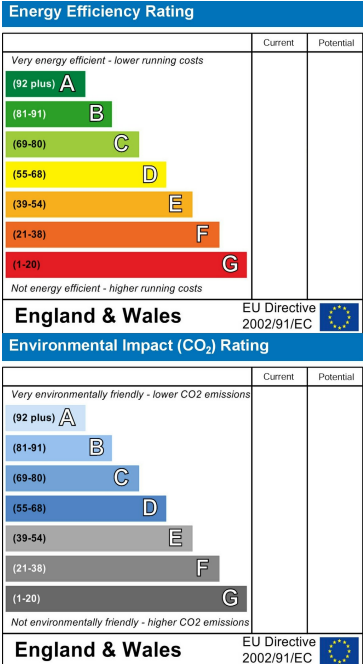 Energy Efficiency Rating
Current Potential
Very energy efficient - lower running costs
(92 plus) A
(81-91) B
(69-80) C
(55-68) D
(39-54) E
(21-38) F
(1-20) G
Not energy efficient - higher running costs
England & Wales
EU Directive
2002/91/EC
Environmental Impact (CO₂) Rating
Current Potential
Very environmentally friendly - lower CO2 emissions
(92 plus) A
(81-91) B
(69-80) C
(55-68) D
(39-54) E
(21-38) F
(1-20) G
Not environmentally friendly - higher CO2 emissions
England & Wales
EU Directive
2002/91/EC